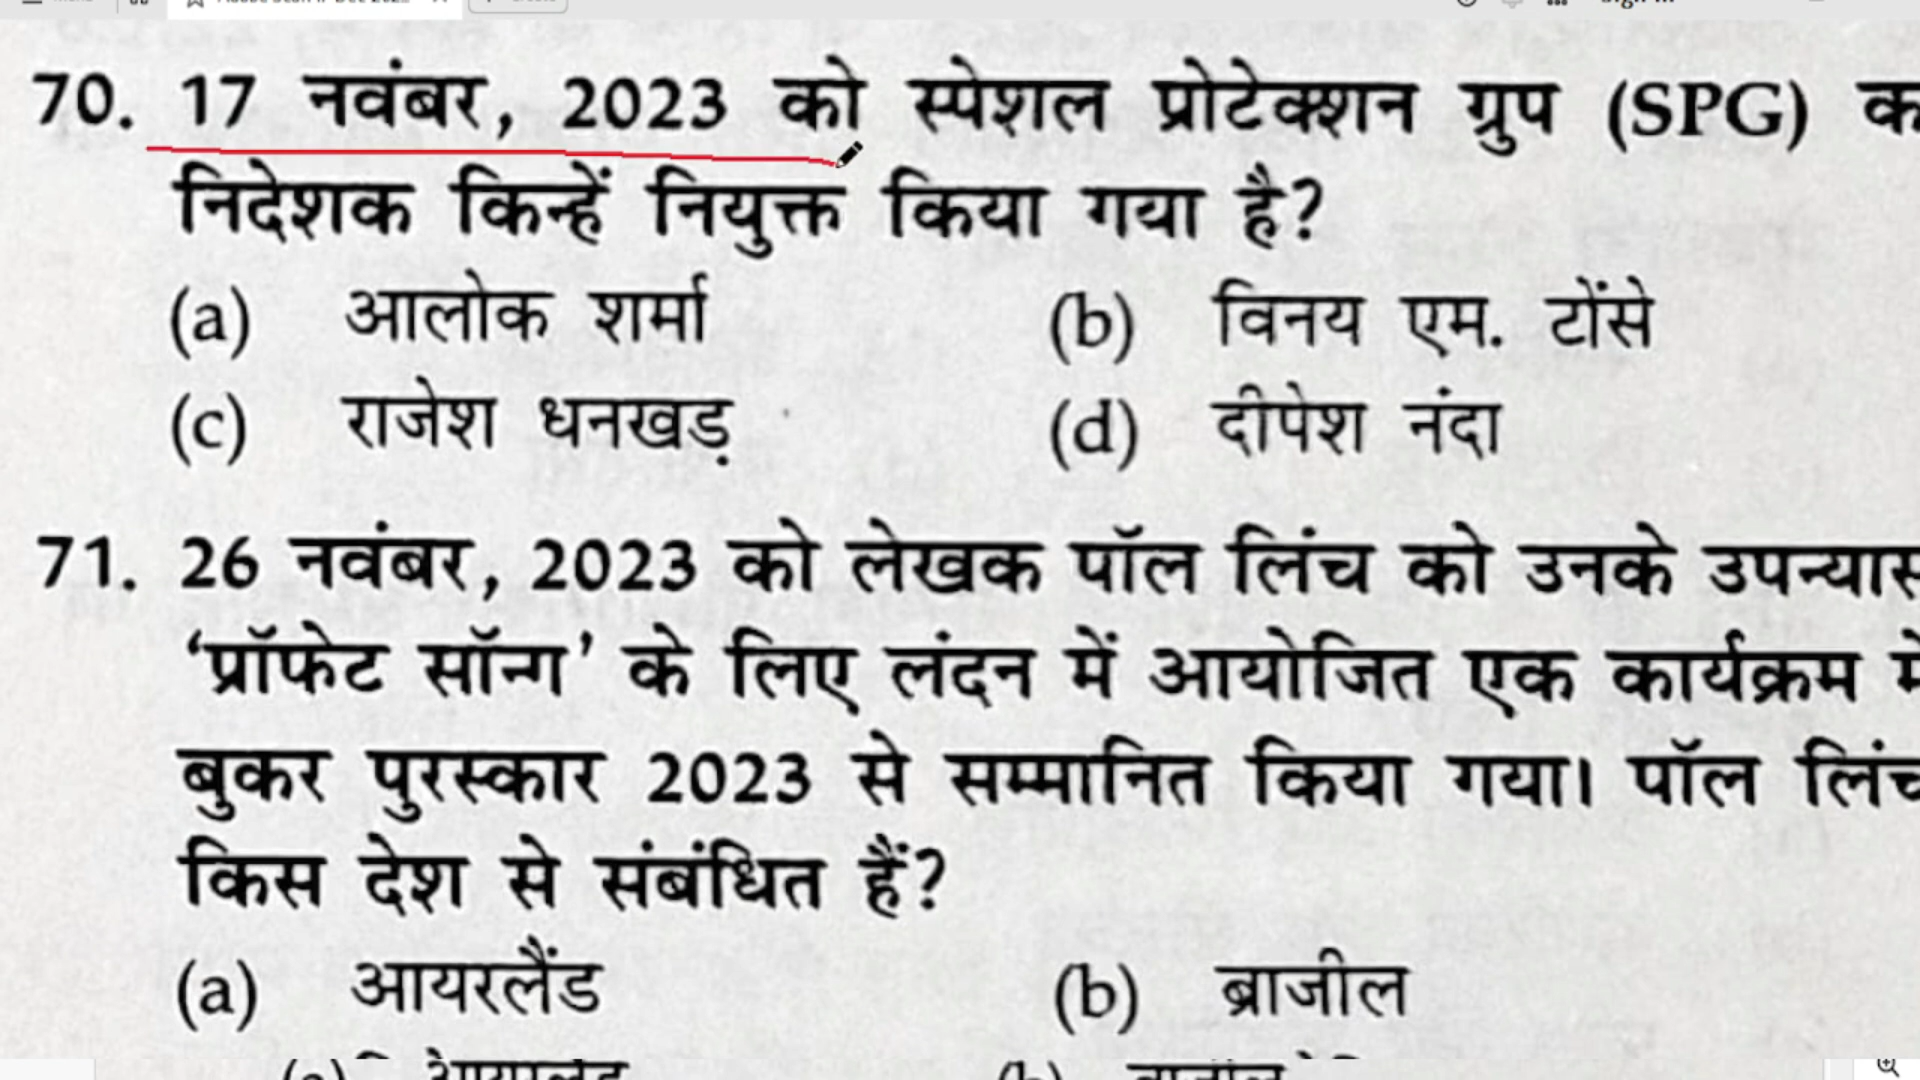 70. 17 नवंबर, 2023 को स्पेशल प्रोटेक्शन ग्रुप (SPG) क
निदेशक किन्हें नियुक्त किया गया है?
(a) आलोक शर्मा (b) विनय एम. टोंसे
(c) राजेश धनखड़ (d) दीपेश नंदा
71. 26 नवंबर, 2023 को लेखक पॉल लिंच को उनके उपन्यास
‘प्रॉफेट सॉन्ग’ के लिए लंदन में आयोजित एक कार्यक्रम में
बुकर पुरस्कार 2023 से सम्मानित किया गया। पॉल लिंच
किस देश से संबंधित हैं?
(a) आयरलैंड (b) ब्राजील